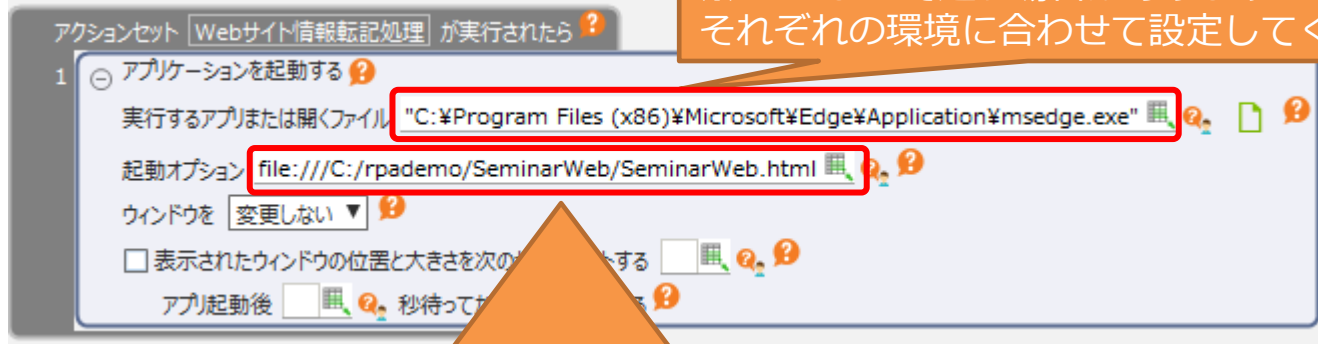 それぞれの環境に合わせて設定してく
アクションセット Webサイト情報転記処理 が実行されたら
1 アプリケーションを起動する
実行するアプリまたは開くファイル "C:¥Program Files (x86)¥Microsoft¥Edge¥Application¥msedge.exe"
起動オプション file:///C:/rpademo/SeminarWeb/SeminarWeb.html
ウィンドウを 変更しない ▼
表示されたウィンドウの位置と大きさを次の する
アプリ起動後 秒待って